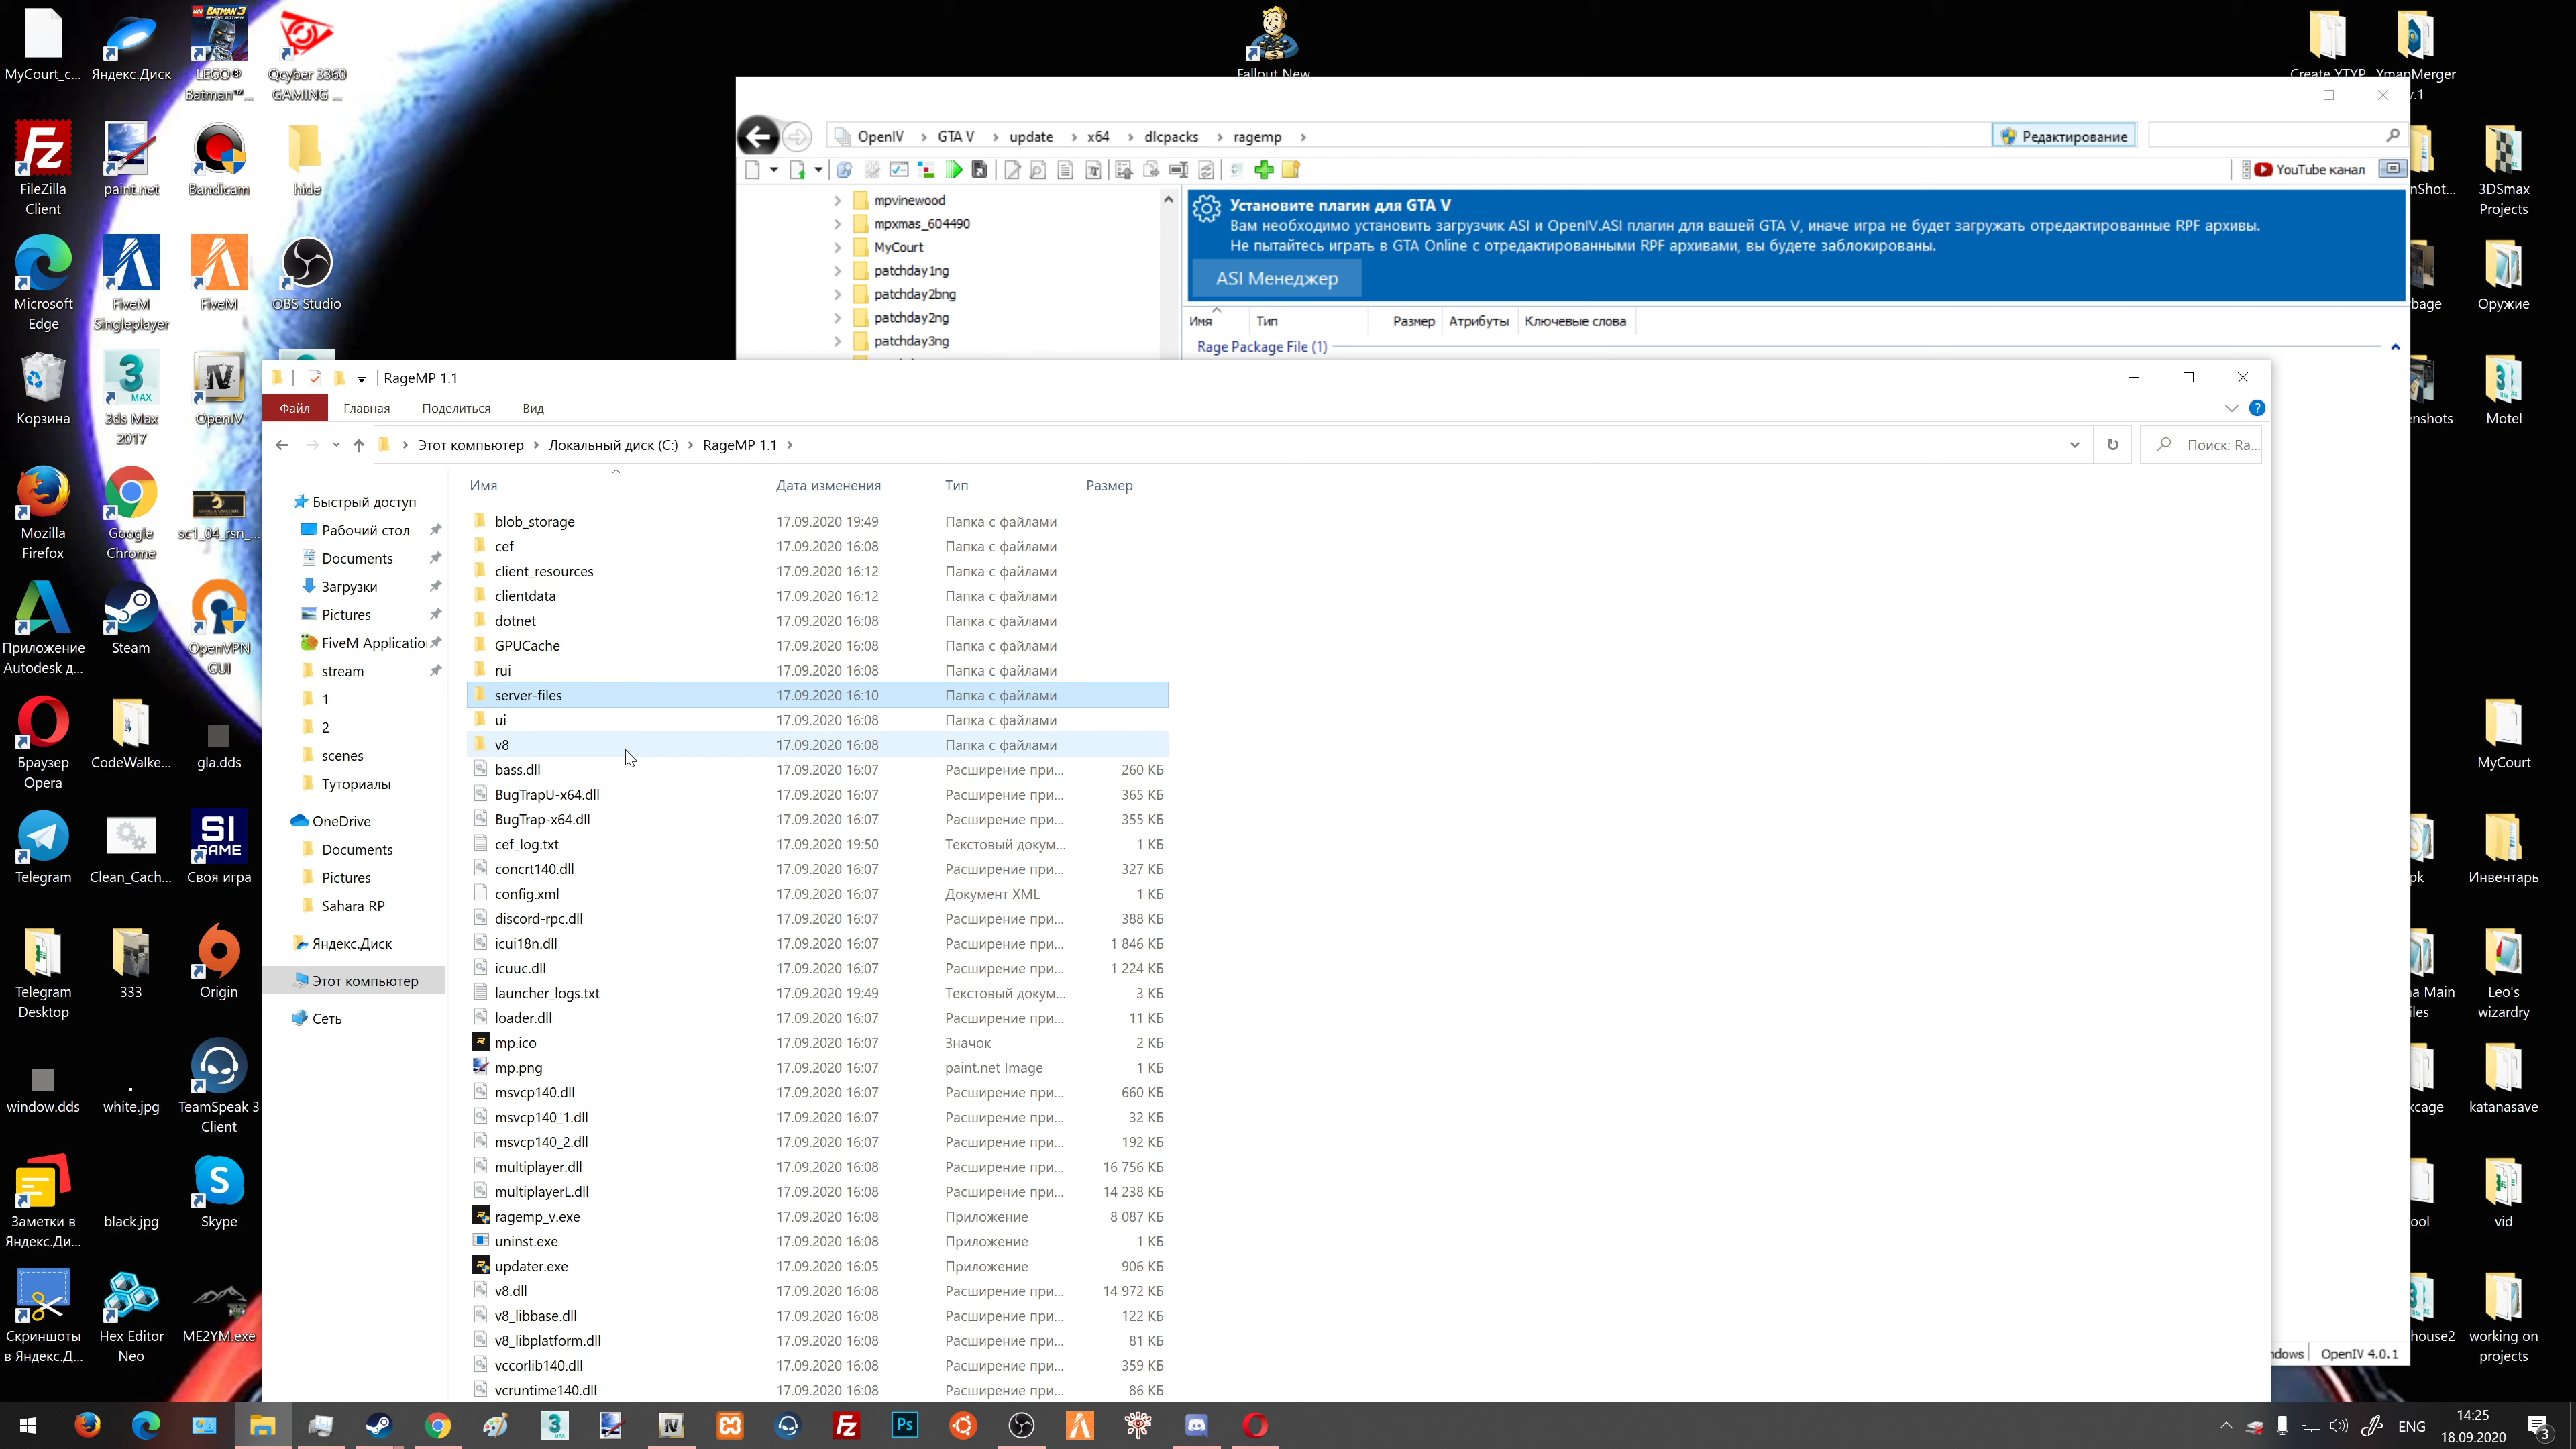 MyCourt_c...
Яндекс.Диск
LEGO®
Batman™...
Qcyber 3360
GAMING ...
Fallout New
Create YTYP
YmapMerger
v.1
FileZilla
Client
paint.net
Bandicam
hide
nShot...
3DSmax
Projects
Microsoft
Edge
FiveM
Singleplayer
FiveM
OBS Studio
bage
Оружие
Корзина
3ds Max
2017
OpenIV
enshots
Motel
Mozilla
Firefox
Google
Chrome
sc1_04_rsn_...
Приложение
Autodesk д...
Steam
OpenVPN
GUI
Браузер
Opera
CodeWalke...
gla.dds
MyCourt
Telegram
Clean_Cach...
Своя игра
pk
Инвентарь
Telegram
Desktop
333
Origin
a Main
iles
Leo's
wizardry
window.dds
white.jpg
TeamSpeak 3
Client
kcage
katanasave
Заметки в
Яндекс.Ди...
black.jpg
Skype
ool
vid
Скриншоты
в Яндекс.Д...
Hex Editor
Neo
ME2YM.exe
house2
working on
projects
OpenIV
GTA V
update
x64
dlcpacks
ragemp
Редактирование
YouTube канал
mpvinewood
mpxmas_604490
MyCourt
patchday1ng
patchday2bng
patchday2ng
patchday3ng
Установите плагин для GTA V
Вам необходимо установить загрузчик ASI и OpenIV.ASI плагин для вашей GTA V, иначе игра не будет загружать отредактированные RPF архивы.
Не пытайтесь играть в GTA Online с отредактированными RPF архивами, вы будете заблокированы.
ASI Менеджер
Имя Тип Размер Атрибуты Ключевые слова
Rage Package File (1)
ndows OpenIV 4.0.1
RageMP 1.1
Файл Главная Поделиться Вид
Этот компьютер Локальный диск (C:) RageMP 1.1
Поиск: Ra...
Быстрый доступ
Рабочий стол
Documents
Загрузки
Pictures
FiveM Applicatio
stream
1
2
scenes
Туториалы
OneDrive
Documents
Pictures
Sahara RP
Яндекс.Диск
Этот компьютер
Сеть
Имя Дата изменения Тип Размер
blob_storage 17.09.2020 19:49 Папка с файлами
cef 17.09.2020 16:08 Папка с файлами
client_resources 17.09.2020 16:12 Папка с файлами
clientdata 17.09.2020 16:12 Папка с файлами
dotnet 17.09.2020 16:08 Папка с файлами
GPUCache 17.09.2020 16:08 Папка с файлами
rui 17.09.2020 16:08 Папка с файлами
server-files 17.09.2020 16:10 Папка с файлами
ui 17.09.2020 16:08 Папка с файлами
v8 17.09.2020 16:08 Папка с файлами
bass.dll 17.09.2020 16:07 Расширение при... 260 КБ
BugTrapU-x64.dll 17.09.2020 16:07 Расширение при... 365 КБ
BugTrap-x64.dll 17.09.2020 16:07 Расширение при... 355 КБ
cef_log.txt 17.09.2020 19:50 Текстовый докум... 1 КБ
concrt140.dll 17.09.2020 16:07 Расширение при... 327 КБ
config.xml 17.09.2020 16:07 Документ XML 1 КБ
discord-rpc.dll 17.09.2020 16:07 Расширение при... 388 КБ
icui18n.dll 17.09.2020 16:07 Расширение при... 1 846 КБ
icuuc.dll 17.09.2020 16:07 Расширение при... 1 224 КБ
launcher_logs.txt 17.09.2020 19:49 Текстовый докум... 3 КБ
loader.dll 17.09.2020 16:07 Расширение при... 11 КБ
mp.ico 17.09.2020 16:07 Значок 2 КБ
mp.png 17.09.2020 16:07 paint.net Image 1 КБ
msvcp140.dll 17.09.2020 16:07 Расширение при... 660 КБ
msvcp140_1.dll 17.09.2020 16:07 Расширение при... 32 КБ
msvcp140_2.dll 17.09.2020 16:07 Расширение при... 192 КБ
multiplayer.dll 17.09.2020 16:08 Расширение при... 16 756 КБ
multiplayerL.dll 17.09.2020 16:08 Расширение при... 14 238 КБ
ragemp_v.exe 17.09.2020 16:08 Приложение 8 087 КБ
uninst.exe 17.09.2020 16:08 Приложение 1 КБ
updater.exe 17.09.2020 16:05 Приложение 906 КБ
v8.dll 17.09.2020 16:08 Расширение при... 14 972 КБ
v8_libbase.dll 17.09.2020 16:08 Расширение при... 122 КБ
v8_libplatform.dll 17.09.2020 16:08 Расширение при... 81 КБ
vccorlib140.dll 17.09.2020 16:08 Расширение при... 359 КБ
vcruntime140.dll 17.09.2020 16:08 Расширение при... 86 КБ
ENG
14:25
18.09.2020
3